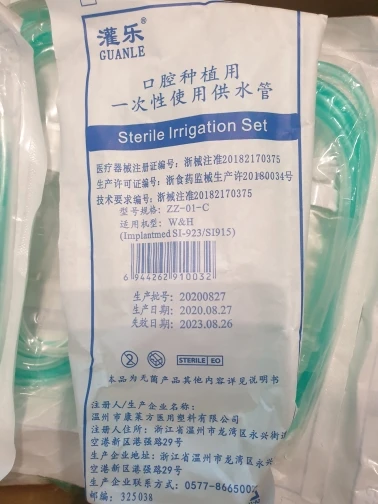 灌乐®
GUANLE
口腔种植用
一次性使用供水管
Sterile Irrigation Set
医疗器械注册证编号：浙械注准20182170375
生产许可证编号：浙食药监械生产许20180034号
技术要求编号：浙械注准20182170375
型号规格：ZZ-01-C
适用机型：W&H
(Implantmed SI-923/SI915)
6944262910032
生产批号：20200827
生产日期：2020.08.27
失效日期：2023.08.26
STERILE EO
本品为无菌产品其他内容详见说明书
注册人/生产企业名称：
温州市康莱方医用塑料有限公司
注册人住所：浙江省温州市龙湾区永兴街道
空港新区港强路29号
生产企业地址：浙江省温州市龙湾区永兴
空港新区港强路29号
生产企业联系方式：0577-866500
邮编：325038